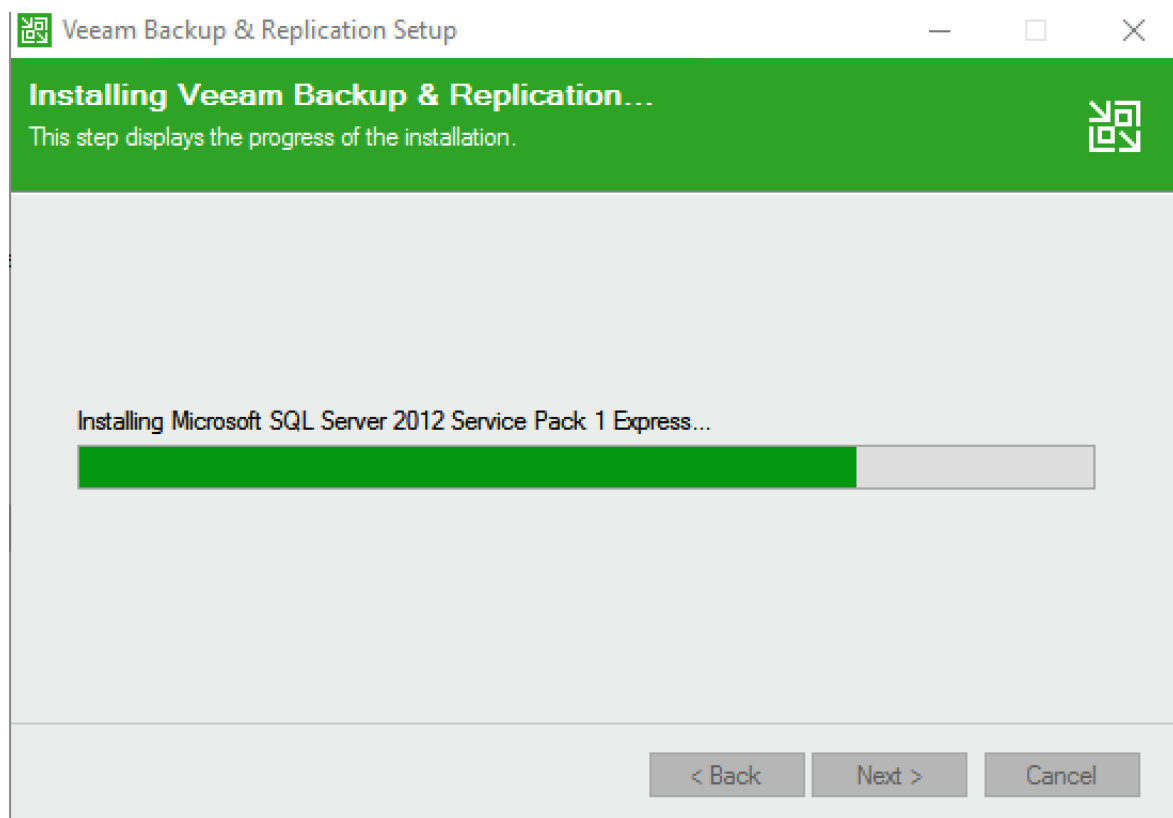 Veeam Backup & Replication Setup
Installing Veeam Backup & Replication...
This step displays the progress of the installation.
Installing Microsoft SQL Server 2012 Service Pack 1 Express...
< Back Next > Cancel